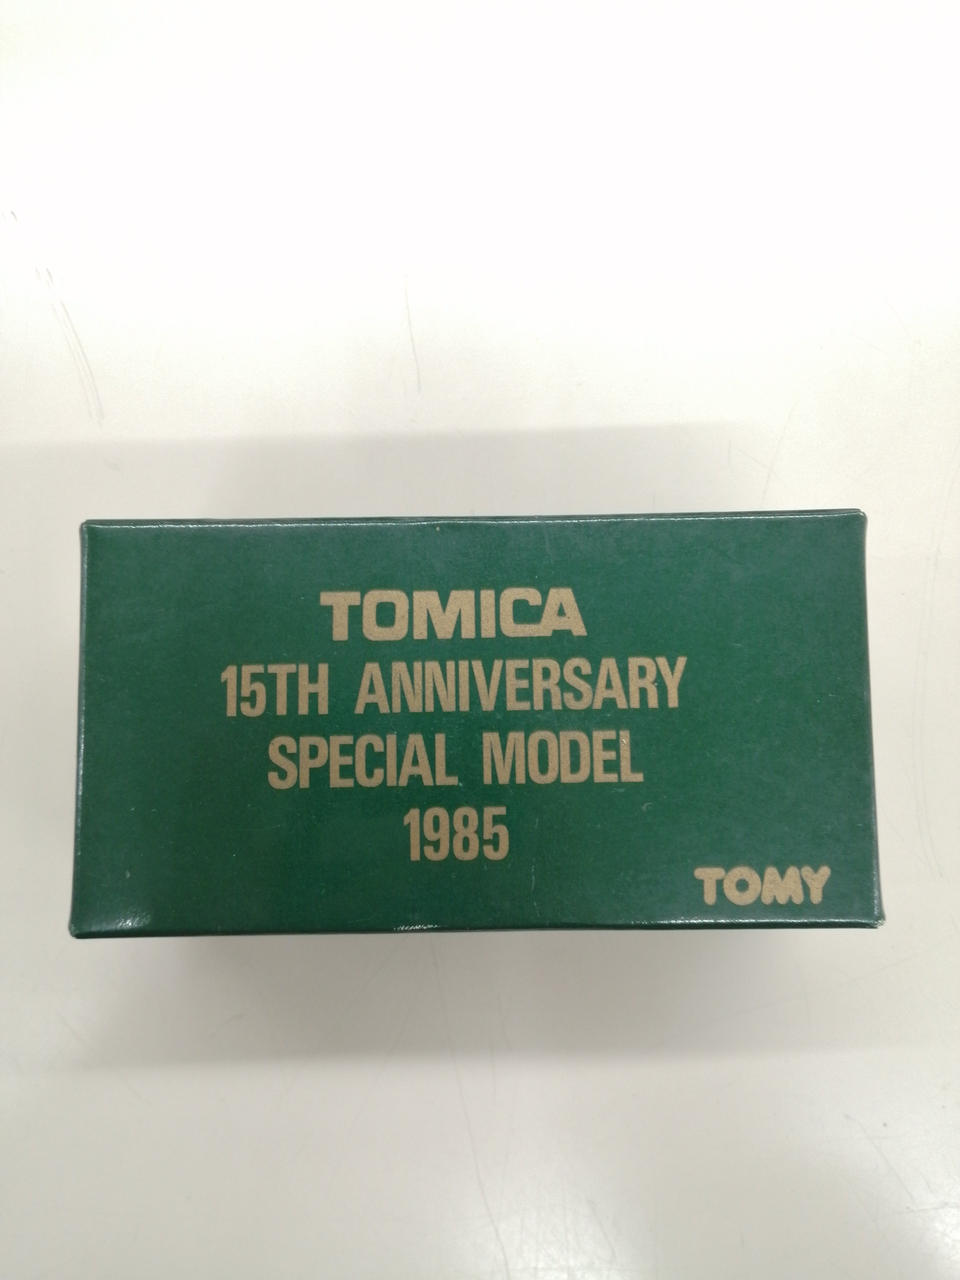 TOMICA
15TH ANNIVERSARY
SPECIAL MODEL
1985
TOMY